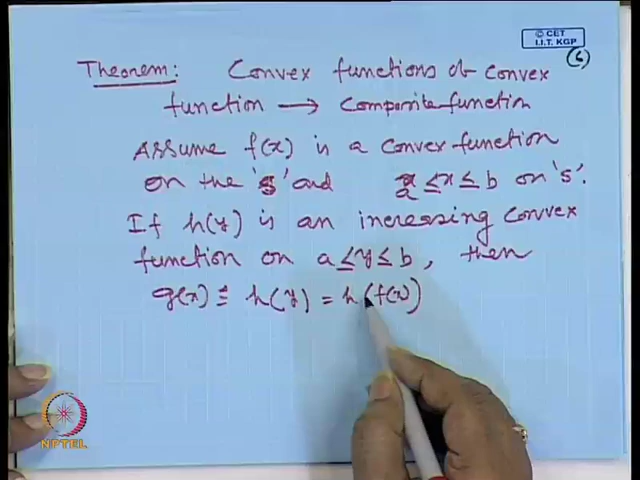 © CET
I.I.T. KGP
6
Theorem: Convex functions of convex
function → Composite function
Assume f(x) is a convex function
on the 's' and a ≤ x ≤ b on 's'.
If h(y) is an increasing convex
function on a ≤ y ≤ b, then
g(x) ≜ h(y) = h(f(x))
NPTEL